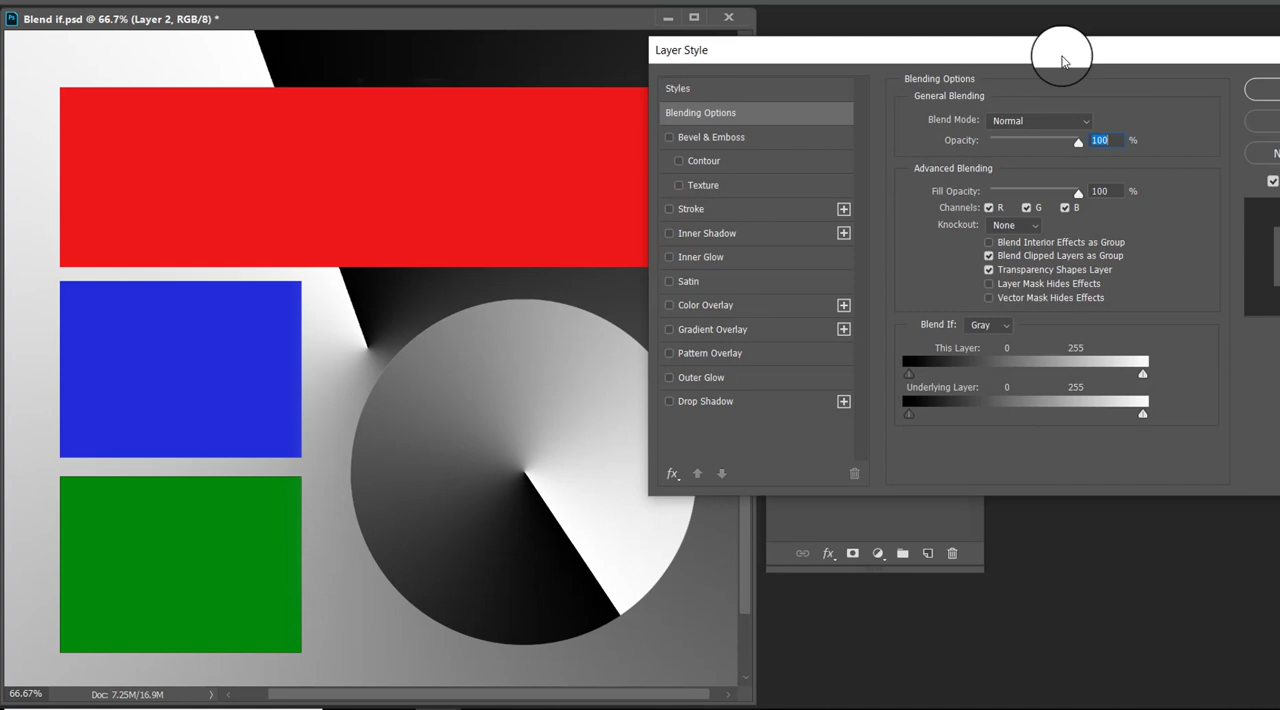 Ps Blend if.psd @ 66.7% (Layer 2, RGB/8) *
Layer Style
Styles
Blending Options
Bevel & Emboss
Contour
Texture
Stroke
Inner Shadow
Inner Glow
Satin
Color Overlay
Gradient Overlay
Pattern Overlay
Outer Glow
Drop Shadow
fx
Blending Options
General Blending
Blend Mode: Normal
Opacity: 100 %
Advanced Blending
Fill Opacity: 100 %
Channels: R G B
Knockout: None
Blend Interior Effects as Group
Blend Clipped Layers as Group
Transparency Shapes Layer
Layer Mask Hides Effects
Vector Mask Hides Effects
Blend If: Gray
This Layer: 0 255
Underlying Layer: 0 255
N
fx
66.67% Doc: 7.25M/16.9M